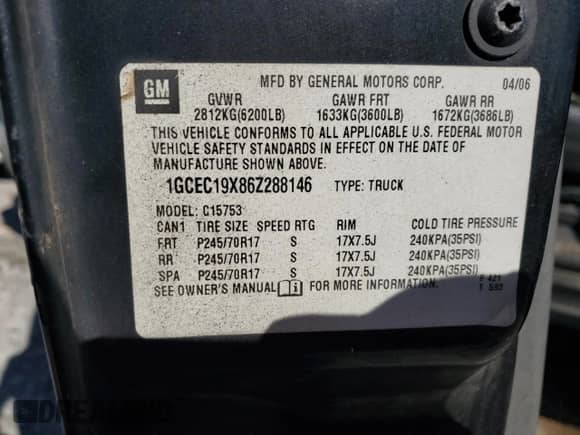 GM
MFD BY GENERAL MOTORS CORP. 04/06
GVWR GAWR FRT GAWR RR
2812KG(6200LB) 1633KG(3600LB) 1672KG(3686LB)
THIS VEHICLE CONFORMS TO ALL APPLICABLE U.S. FEDERAL MOTOR
VEHICLE SAFETY STANDARDS IN EFFECT ON THE DATE OF
MANUFACTURE SHOWN ABOVE.
1GCEC19X86Z288146 TYPE: TRUCK
MODEL: C15753
CAN1 TIRE SIZE SPEED RTG RIM COLD TIRE PRESSURE
FRT P245/70R17 S 17X7.5J 240KPA(35PSI)
RR P245/70R17 S 17X7.5J 240KPA(35PSI)
SPA P245/70R17 S 17X7.5J 240KPA(35PSI)
SEE OWNER'S MANUAL FOR MORE INFORMATION.